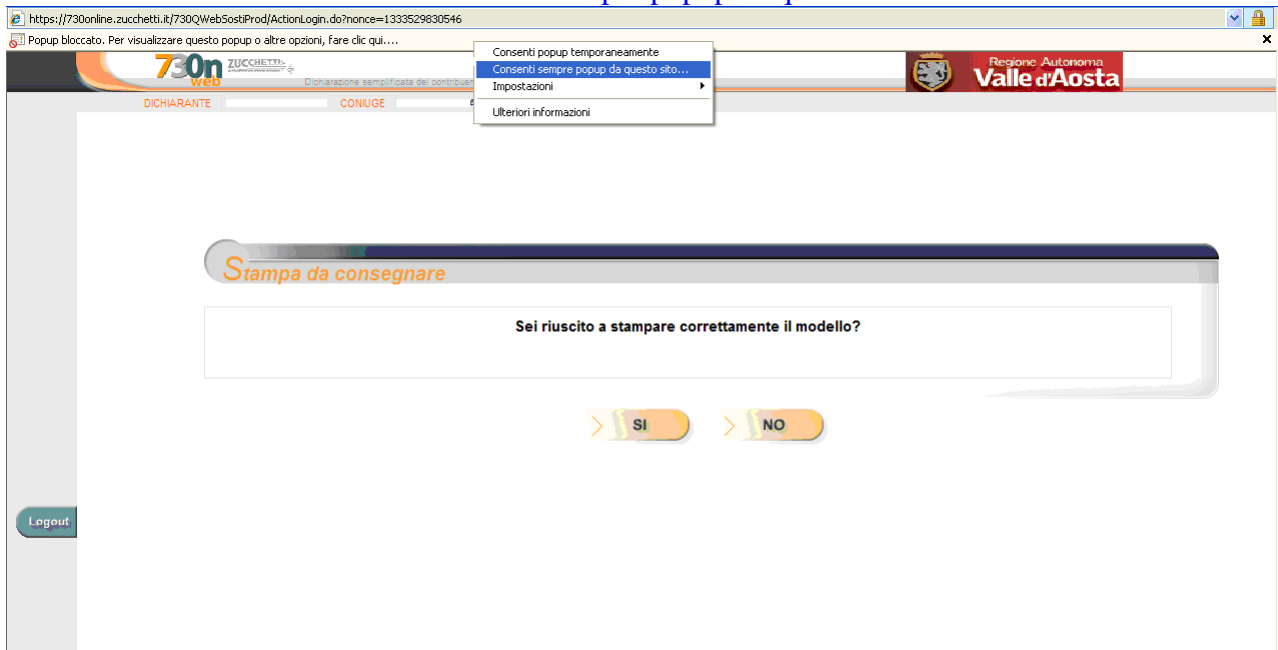 https://730online.zucchetti.it/730QWebSostiProd/ActionLogin.do?nonce=1333529830546
Popup bloccato. Per visualizzare questo popup o altre opzioni, fare clic qui....
Consenti popup temporaneamente
Consenti sempre popup da questo sito...
Impostazioni
Ulteriori informazioni
730n
web
ZUCCHETTI
Dichiarazione semplificata dei contribuen
Regione Autonoma
Valle d'Aosta
DICHIARANTE
CONIUGE
Stampa da consegnare
Sei riuscito a stampare correttamente il modello?
SI
NO
Logout